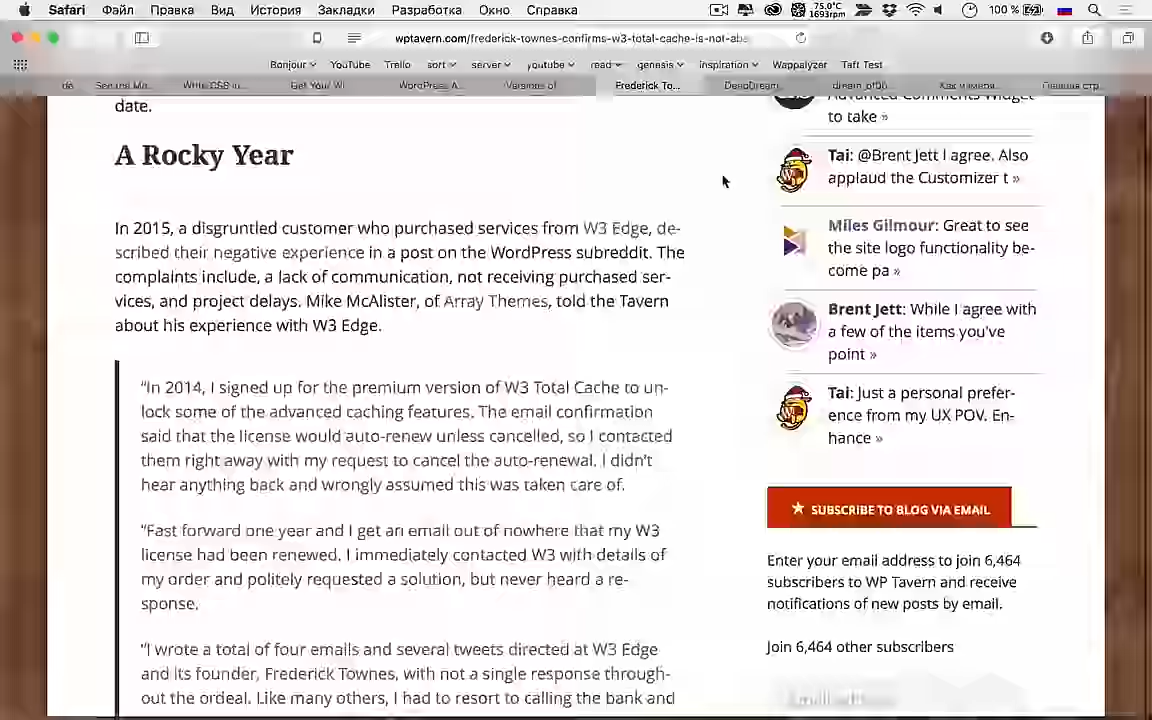 Safari Файл Правка Вид История Закладки Разработка Окно Справка 75.0°C 1693rpm 100 %
wptavern.com/frederick-townes-confirms-w3-total-cache-is-not-aba
Bonjour YouTube Trello sort server youtube read genesis inspiration Wappalyzer Taft Test
de Write CSS in... Get You WI WordPress A... Versions of Frederick To... DeepDream
date.
A Rocky Year
In 2015, a disgruntled customer who purchased services from W3 Edge, de-
scribed their negative experience in a post on the WordPress subreddit. The
complaints include, a lack of communication, not receiving purchased ser-
vices, and project delays. Mike McAlister, of Array Themes, told the Tavern
about his experience with W3 Edge.
“In 2014, I signed up for the premium version of W3 Total Cache to un-
lock some of the advanced caching features. The email confirmation
said that the license would auto-renew unless cancelled, so I contacted
them right away with my request to cancel the auto-renewal. I didn’t
hear anything back and wrongly assumed this was taken care of.
“Fast forward one year and I get an email out of nowhere that my W3
license had been renewed. I immediately contacted W3 with details of
my order and politely requested a solution, but never heard a re-
sponse.
“I wrote a total of four emails and several tweets directed at W3 Edge
and its founder, Frederick Townes, with not a single response through-
out the ordeal. Like many others, I had to resort to calling the bank and
Advanced Comments Widget
to take »
Tai: @Brent Jett I agree. Also
applaud the Customizer t »
Miles Gilmour: Great to see
the site logo functionality be-
come pa »
Brent Jett: While I agree with
a few of the items you've
point »
Tai: Just a personal prefer-
ence from my UX POV. En-
hance »
★ SUBSCRIBE TO BLOG VIA EMAIL
Enter your email address to join 6,464
subscribers to WP Tavern and receive
notifications of new posts by email.
Join 6,464 other subscribers